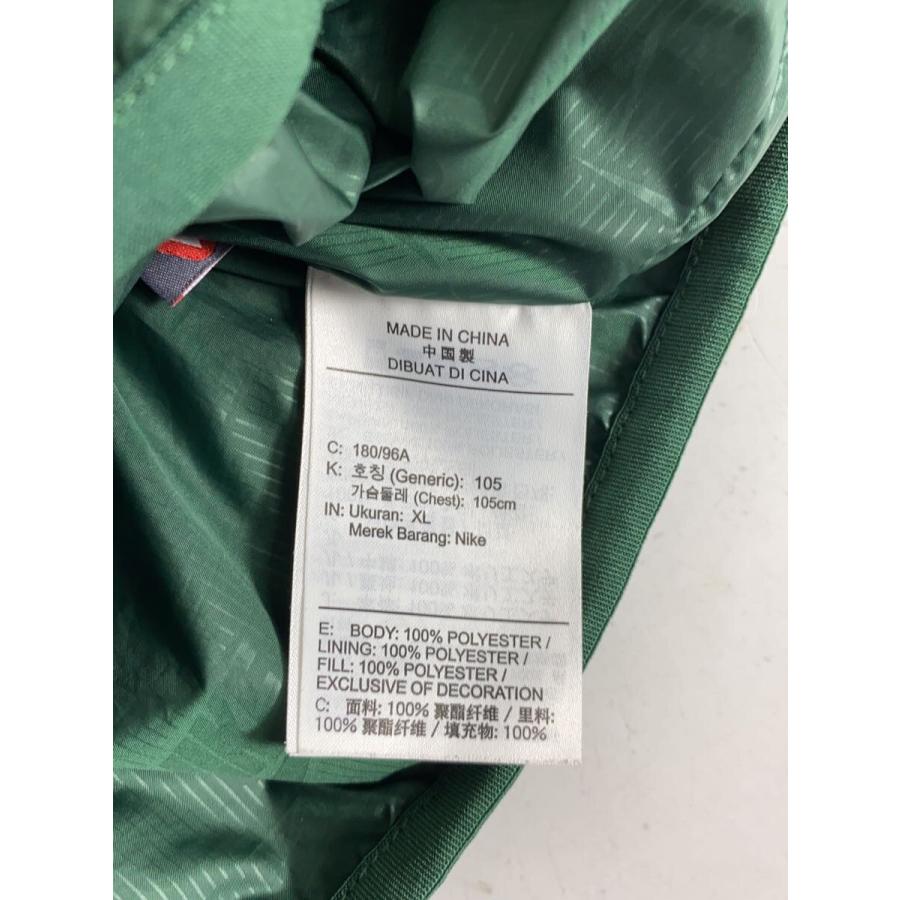 MADE IN CHINA
中国製
DIBUAT DI CINA
C: 180/96A
K: 호칭 (Generic): 105
가슴둘레 (Chest): 105cm
IN: Ukuran: XL
Merek Barang: Nike
E: BODY: 100% POLYESTER /
LINING: 100% POLYESTER /
FILL: 100% POLYESTER /
EXCLUSIVE OF DECORATION
C: 面料: 100% 聚酯纤维 / 里料:
100% 聚酯纤维 / 填充物: 100%